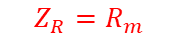 Z_R = R_m